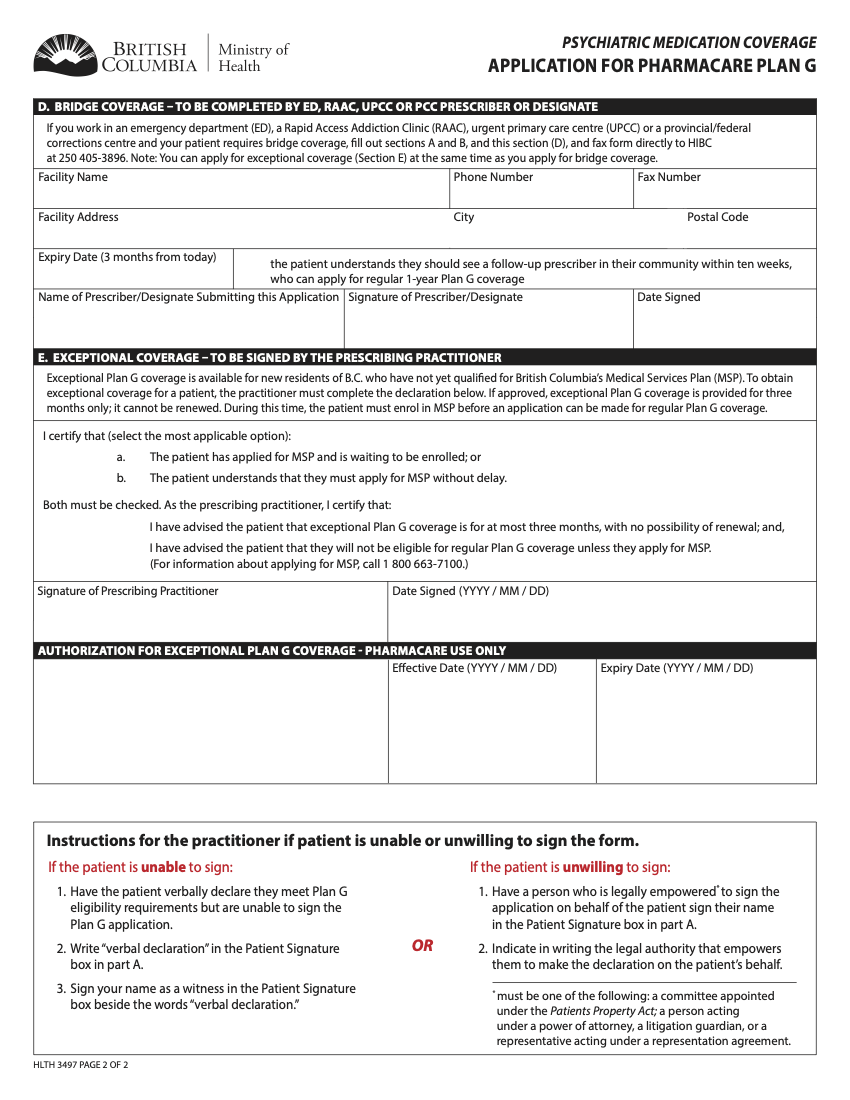 BRITISH
COLUMBIA
Ministry of
Health
PSYCHIATRIC MEDICATION COVERAGE
APPLICATION FOR PHARMACARE PLAN G
D. BRIDGE COVERAGE – TO BE COMPLETED BY ED, RAAC, UPCC OR PCC PRESCRIBER OR DESIGNATE
If you work in an emergency department (ED), a Rapid Access Addiction Clinic (RAAC), urgent primary care centre (UPCC) or a provincial/federal
corrections centre and your patient requires bridge coverage, fill out sections A and B, and this section (D), and fax form directly to HIBC
at 250 405-3896. Note: You can apply for exceptional coverage (Section E) at the same time as you apply for bridge coverage.
Facility Name
Phone Number
Fax Number
Facility Address
City
Postal Code
Expiry Date (3 months from today)
the patient understands they should see a follow-up prescriber in their community within ten weeks,
who can apply for regular 1-year Plan G coverage
Name of Prescriber/Designate Submitting this Application
Signature of Prescriber/Designate
Date Signed
E. EXCEPTIONAL COVERAGE – TO BE SIGNED BY THE PRESCRIBING PRACTITIONER
Exceptional Plan G coverage is available for new residents of B.C. who have not yet qualified for British Columbia's Medical Services Plan (MSP). To obtain
exceptional coverage for a patient, the practitioner must complete the declaration below. If approved, exceptional Plan G coverage is provided for three
months only; it cannot be renewed. During this time, the patient must enrol in MSP before an application can be made for regular Plan G coverage.
I certify that (select the most applicable option):
a. The patient has applied for MSP and is waiting to be enrolled; or
b. The patient understands that they must apply for MSP without delay.
Both must be checked. As the prescribing practitioner, I certify that:
I have advised the patient that exceptional Plan G coverage is for at most three months, with no possibility of renewal; and,
I have advised the patient that they will not be eligible for regular Plan G coverage unless they apply for MSP.
(For information about applying for MSP, call 1 800 663-7100.)
Signature of Prescribing Practitioner
Date Signed (YYYY / MM / DD)
AUTHORIZATION FOR EXCEPTIONAL PLAN G COVERAGE - PHARMACARE USE ONLY
Effective Date (YYYY / MM / DD)
Expiry Date (YYYY / MM / DD)
Instructions for the practitioner if patient is unable or unwilling to sign the form.
If the patient is unable to sign:
1. Have the patient verbally declare they meet Plan G
eligibility requirements but are unable to sign the
Plan G application.
2. Write "verbal declaration" in the Patient Signature
box in part A.
3. Sign your name as a witness in the Patient Signature
box beside the words "verbal declaration."
OR
If the patient is unwilling to sign:
1. Have a person who is legally empowered* to sign the
application on behalf of the patient sign their name
in the Patient Signature box in part A.
2. Indicate in writing the legal authority that empowers
them to make the declaration on the patient's behalf.
* must be one of the following: a committee appointed
under the Patients Property Act; a person acting
under a power of attorney, a litigation guardian, or a
representative acting under a representation agreement.
HLTH 3497 PAGE 2 OF 2